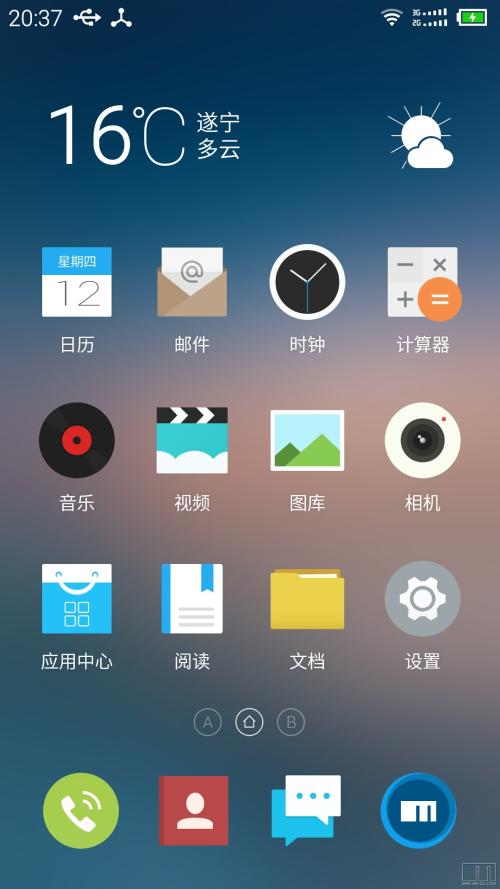 20:37
3G
2G
16℃
遂宁
多云
星期四
12
日历
邮件
时钟
计算器
音乐
视频
图库
相机
应用中心
阅读
文档
设置
A
B